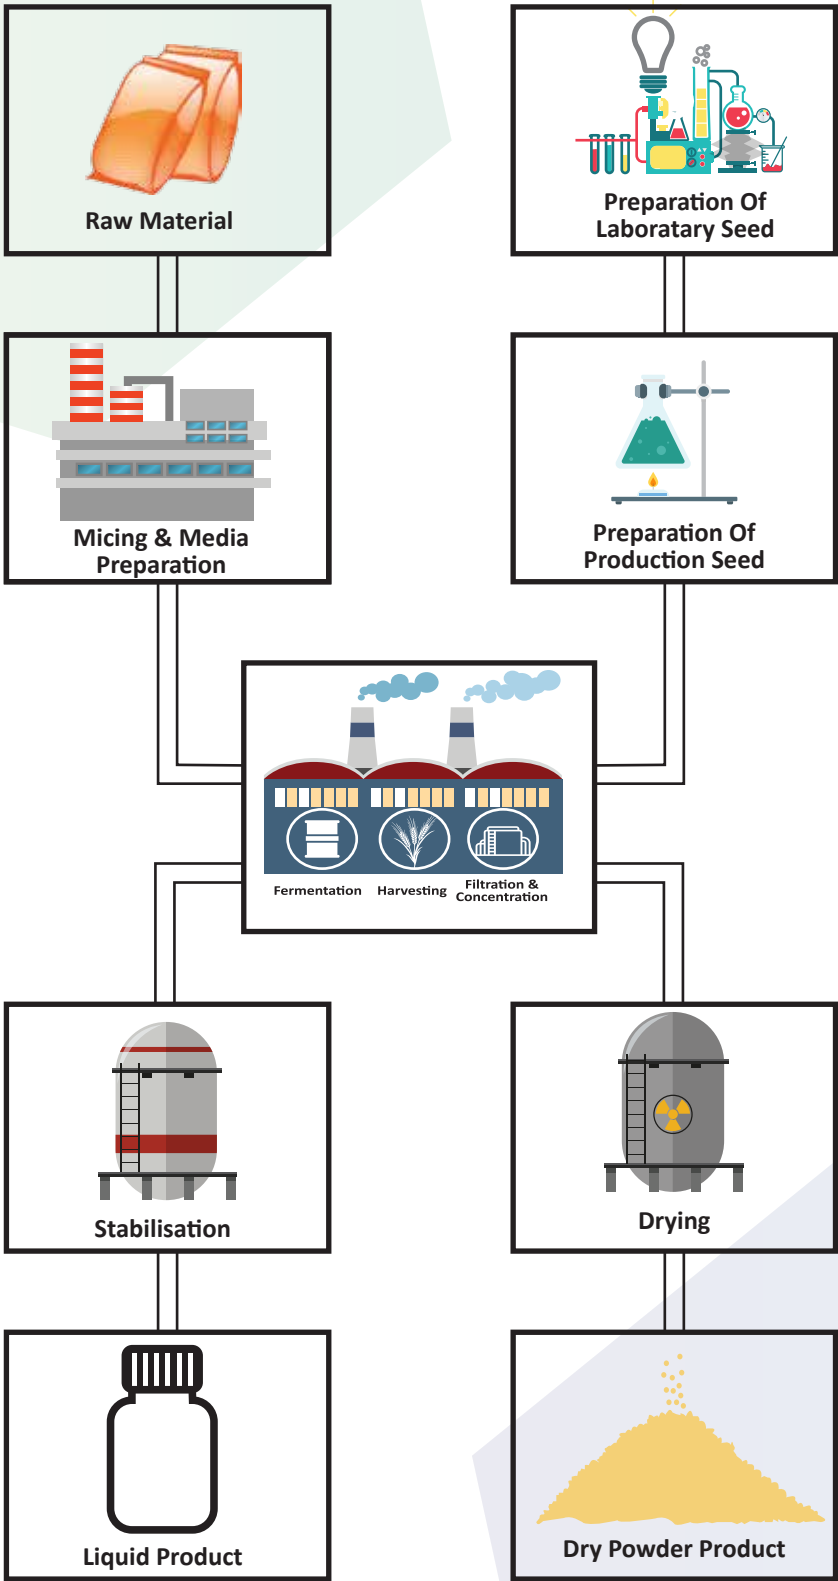 Raw Material
Preparation Of
Laboratary Seed
Micing & Media
Preparation
Preparation Of
Production Seed
Fermentation
Harvesting
Filtration &
Concentration
Stabilisation
Drying
Liquid Product
Dry Powder Product